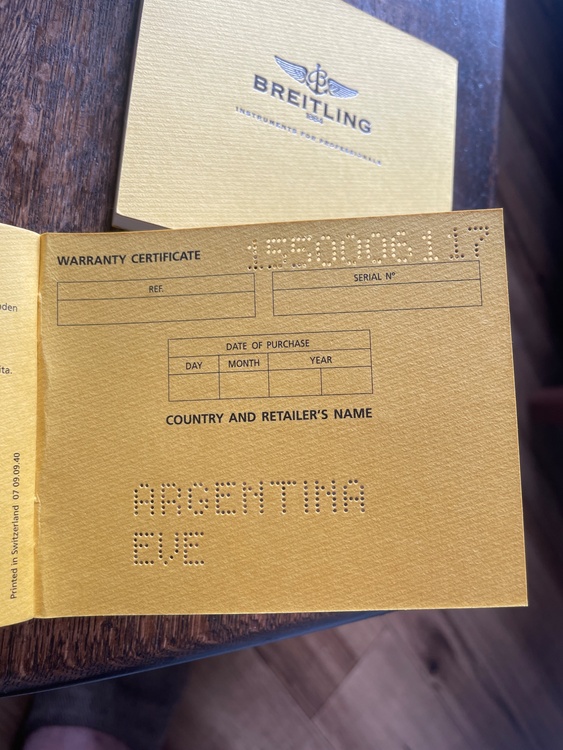 BREITLING
1884
INSTRUMENTS FOR PROFESSIONALS
WARRANTY CERTIFICATE
REF.
SERIAL N°
DATE OF PURCHASE
DAY MONTH YEAR
COUNTRY AND RETAILER'S NAME
ARGENTINA
EVE
Printed in Switzerland 07 09.09.40